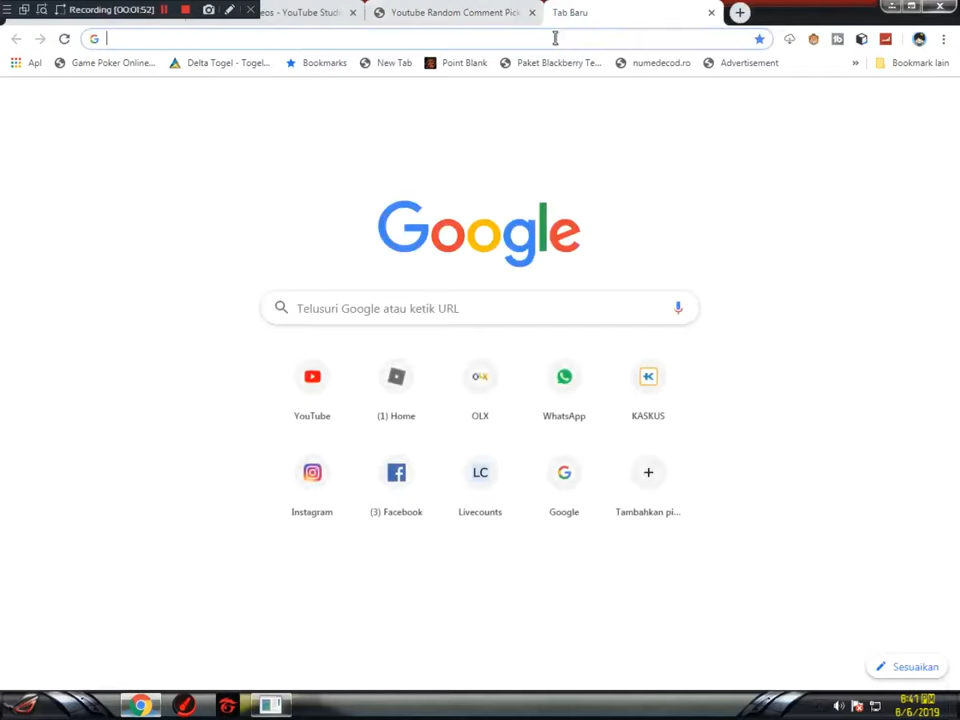 Recording [00:01:52]
eos - YouTube Studi
Youtube Random Comment Pick
Tab Baru
Apl
Game Poker Online...
Delta Togel - Togel...
Bookmarks
New Tab
Point Blank
Paket Blackberry Te...
numedecod.ro
Advertisement
»
Bookmark lain
Google
Telusuri Google atau ketik URL
YouTube
(1) Home
OLX
WhatsApp
KASKUS
Instagram
(3) Facebook
LC
Livecounts
Google
Tambahkan pi...
Sesuaikan
8:41 PM
8/6/2019